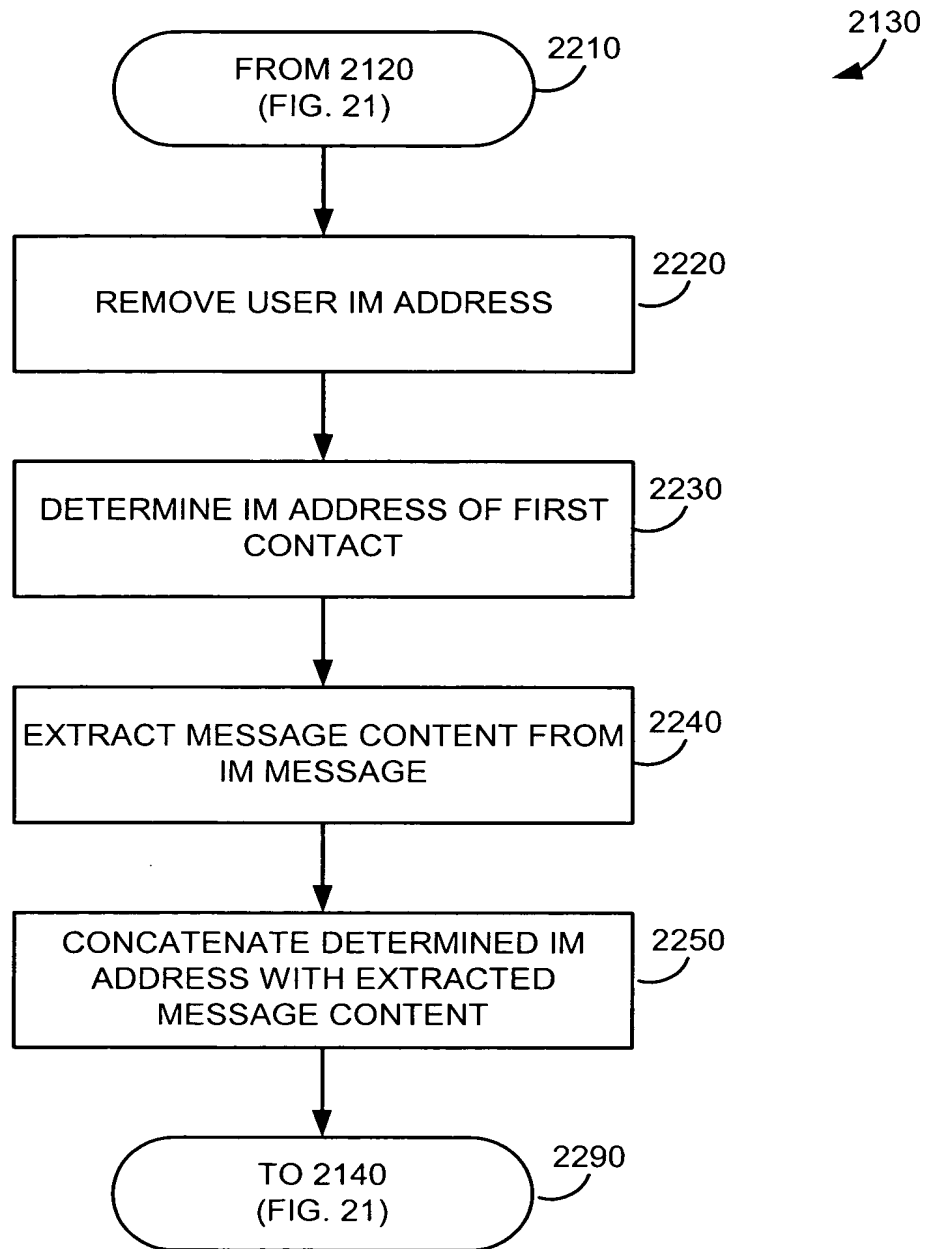 2130
FROM 2120
(FIG. 21)
2210
REMOVE USER IM ADDRESS
2220
DETERMINE IM ADDRESS OF FIRST
CONTACT
2230
EXTRACT MESSAGE CONTENT FROM
IM MESSAGE
2240
CONCATENATE DETERMINED IM
ADDRESS WITH EXTRACTED
MESSAGE CONTENT
2250
TO 2140
(FIG. 21)
2290